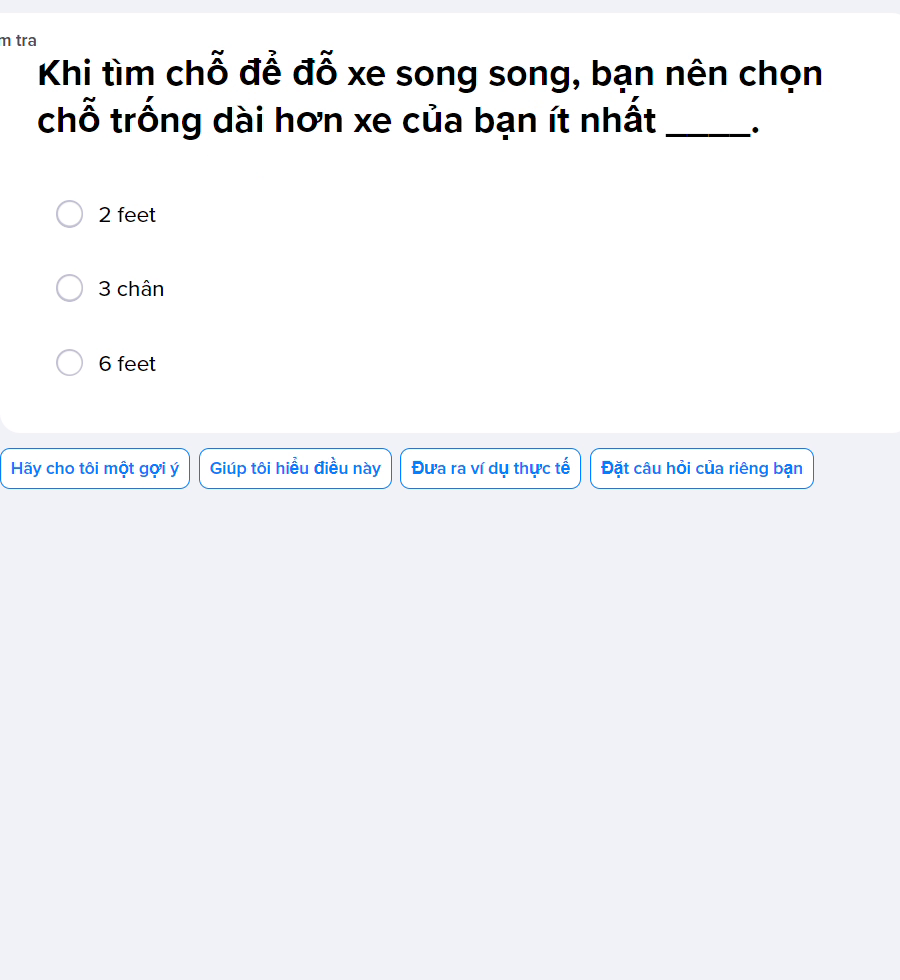 m tra
Khi tìm chỗ để đỗ xe song song, bạn nên chọn
chỗ trống dài hơn xe của bạn ít nhất ____.
2 feet
3 chân
6 feet
Hãy cho tôi một gợi ý
Giúp tôi hiểu điều này
Đưa ra ví dụ thực tế
Đặt câu hỏi của riêng bạn